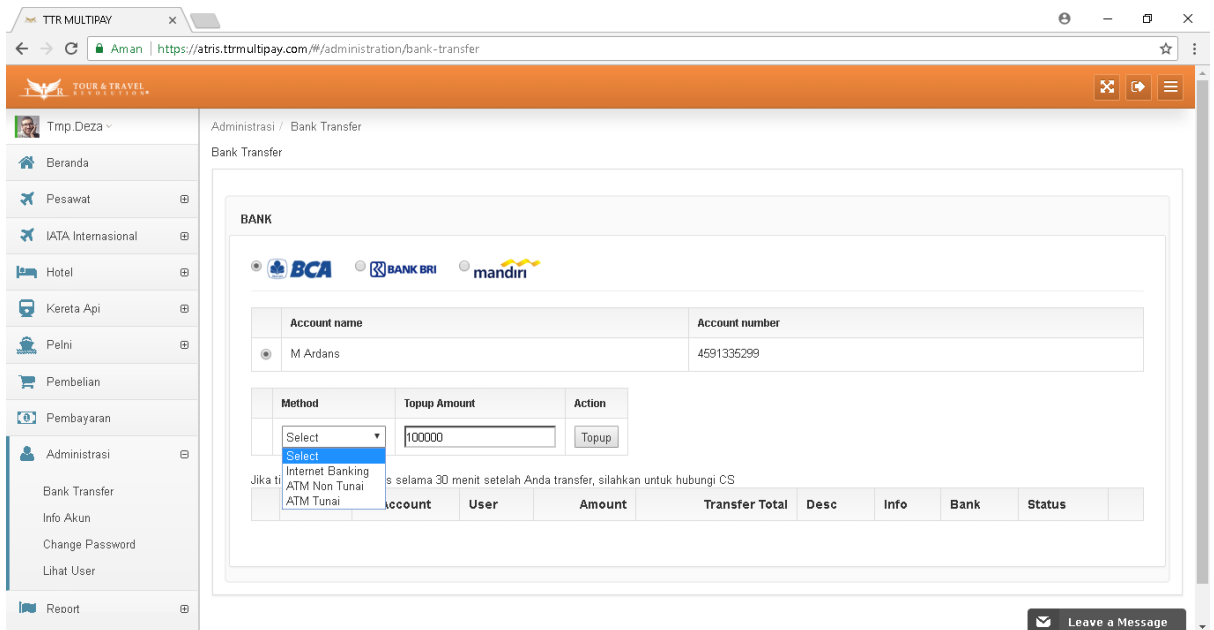 TTR MULTIPAY
Aman | https://atris.ttrmultipay.com/#/administration/bank-transfer
TTR TOUR & TRAVEL
REVOLUTION
Tmp.Deza
Administrasi / Bank Transfer
Bank Transfer
Beranda
Pesawat
IATA Internasional
Hotel
Kereta Api
Pelni
Pembelian
Pembayaran
Administrasi
Bank Transfer
Info Akun
Change Password
Lihat User
Report
BANK
BCA BANK BRI mandiri
Account name Account number
M Ardans 4591335299
Method Topup Amount Action
Select 100000 Topup
Select
Internet Banking
ATM Non Tunai
ATM Tunai
Jika ti s selama 30 menit setelah Anda transfer, silahkan untuk hubungi CS
Account User Amount Transfer Total Desc Info Bank Status
Leave a Message